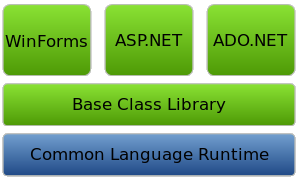 WinForms ASP.NET ADO.NET
Base Class Library
Common Language Runtime